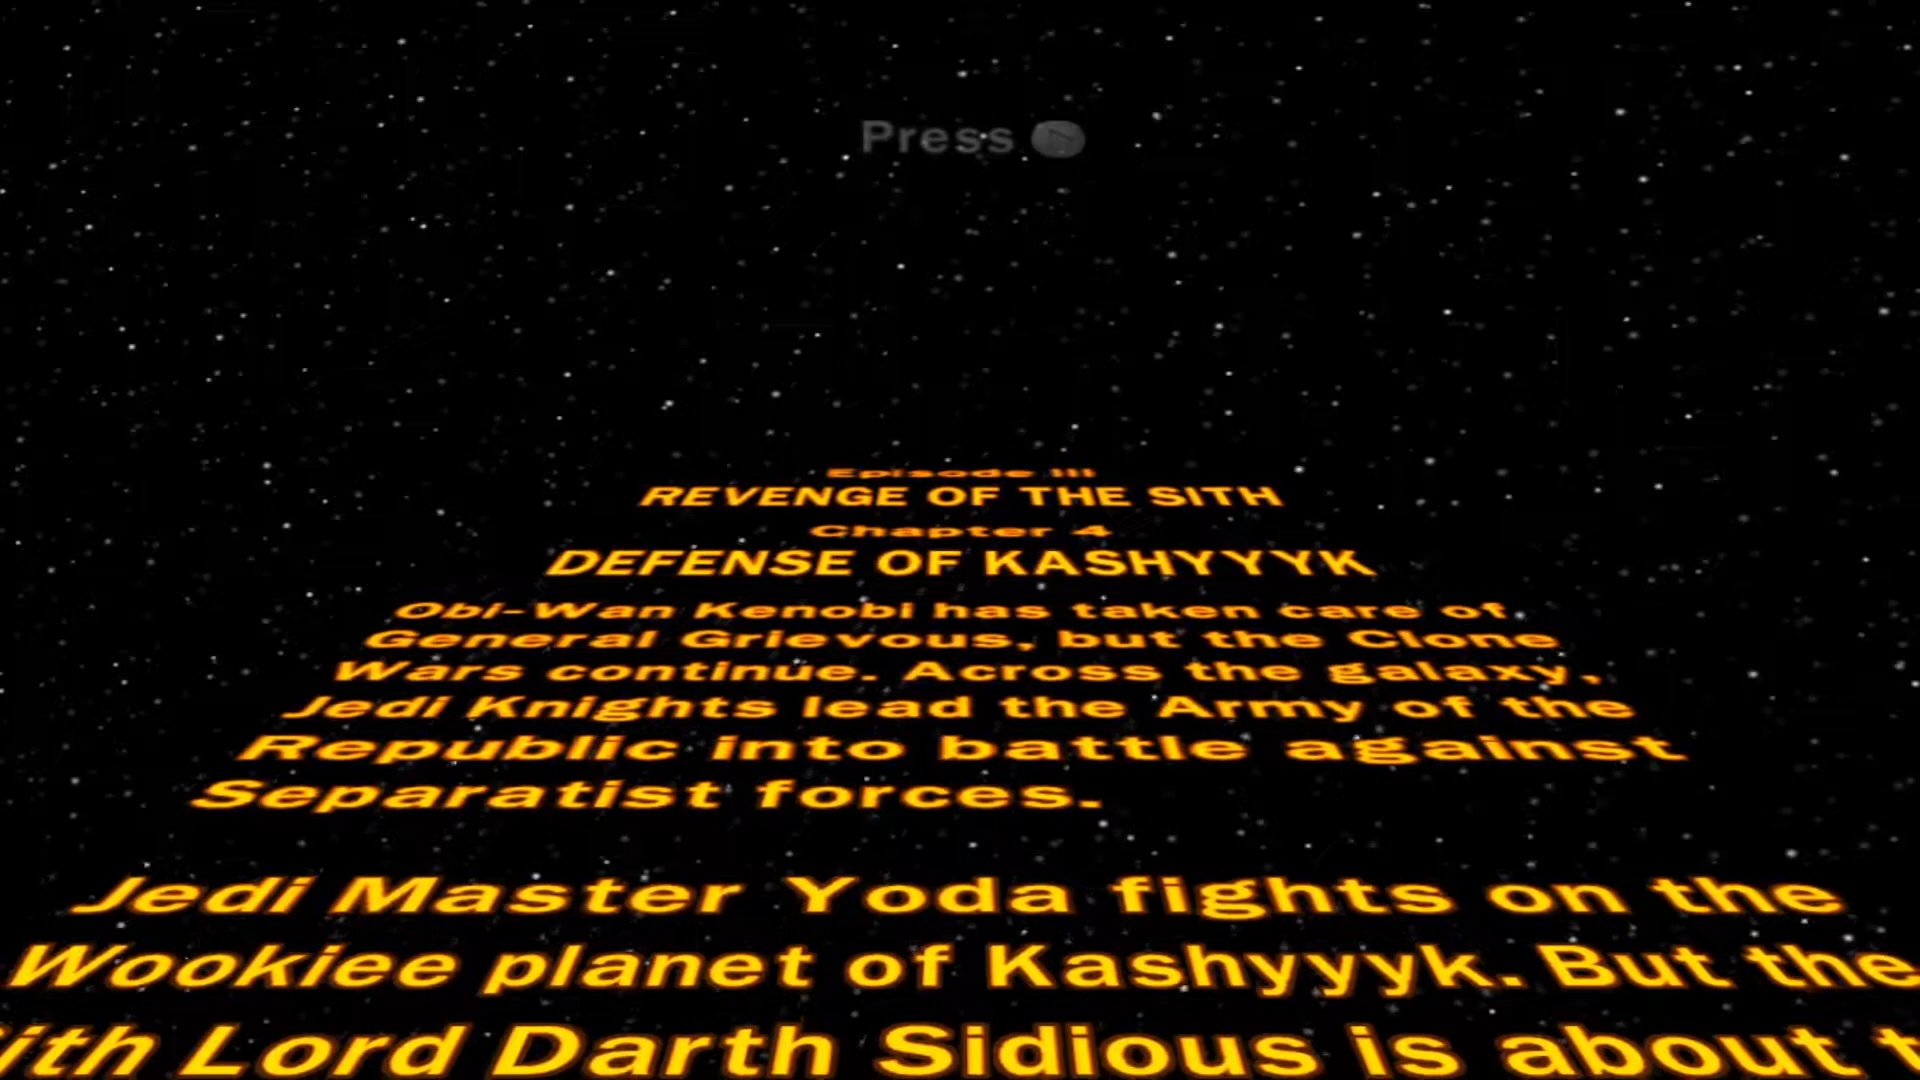 Press
Episode III
REVENGE OF THE SITH
Chapter 4
DEFENSE OF KASHYYYK
Obi-Wan Kenobi has taken care of
General Grievous, but the Clone
Wars continue. Across the galaxy,
Jedi Knights lead the Army of the
Republic into battle against
Separatist forces.
Jedi Master Yoda fights on the
Wookiee planet of Kashyyyk. But the
ith Lord Darth Sidious is about t